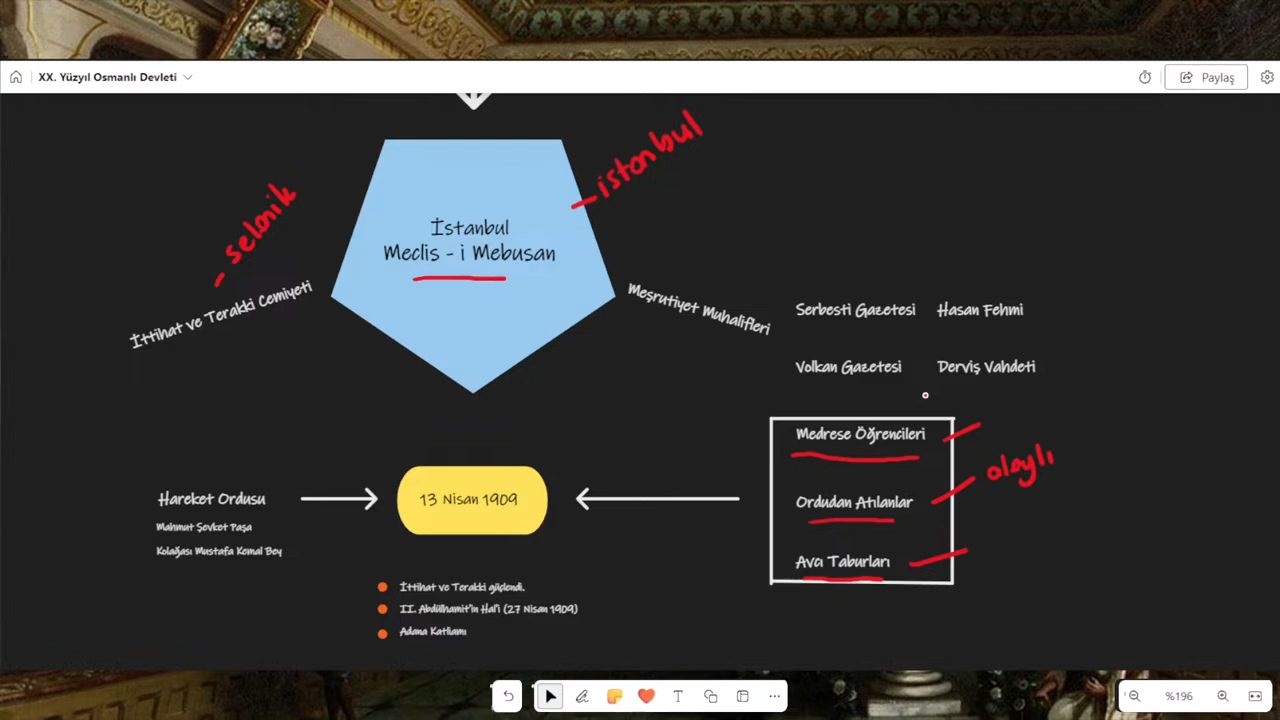 XX. Yüzyıl Osmanlı Devleti
Paylaş
istanbul
selanik
İstanbul
Meclis - i Mebusan
İttihat ve Terakki Cemiyeti
Meşrutiyet Muhalifleri
Serbesti Gazetesi Hasan Fehmi
Volkan Gazetesi Derviş Vahdeti
Medrese Öğrencileri
alaylı
Ordudan Atılanlar
Avcı Taburları
Hareket Ordusu
Mahmut Şevket Paşa
Kolağası Mustafa Kemal Bey
13 Nisan 1909
İttihat ve Terakki güçlendi.
II. Abdülhamit'in Hal'i (27 Nisan 1909)
Adana Katliamı
T
%196